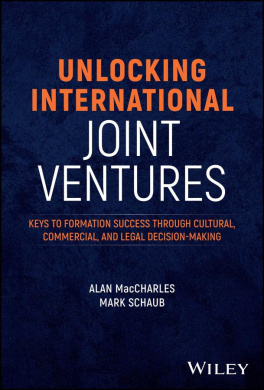 UNLOCKING
INTERNATIONAL
JOINT
VENTURES
KEYS TO FORMATION SUCCESS THROUGH CULTURAL,
COMMERCIAL, AND LEGAL DECISION-MAKING
ALAN MacCHARLES
MARK SCHAUB
WILEY